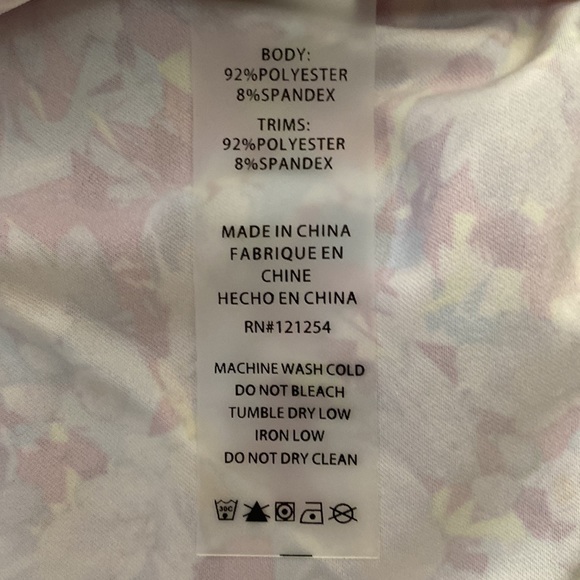 BODY:
92%POLYESTER
8%SPANDEX
TRIMS:
92%POLYESTER
8%SPANDEX
MADE IN CHINA
FABRIQUE EN
CHINE
HECHO EN CHINA
RN#121254
MACHINE WASH COLD
DO NOT BLEACH
TUMBLE DRY LOW
IRON LOW
DO NOT DRY CLEAN
30C